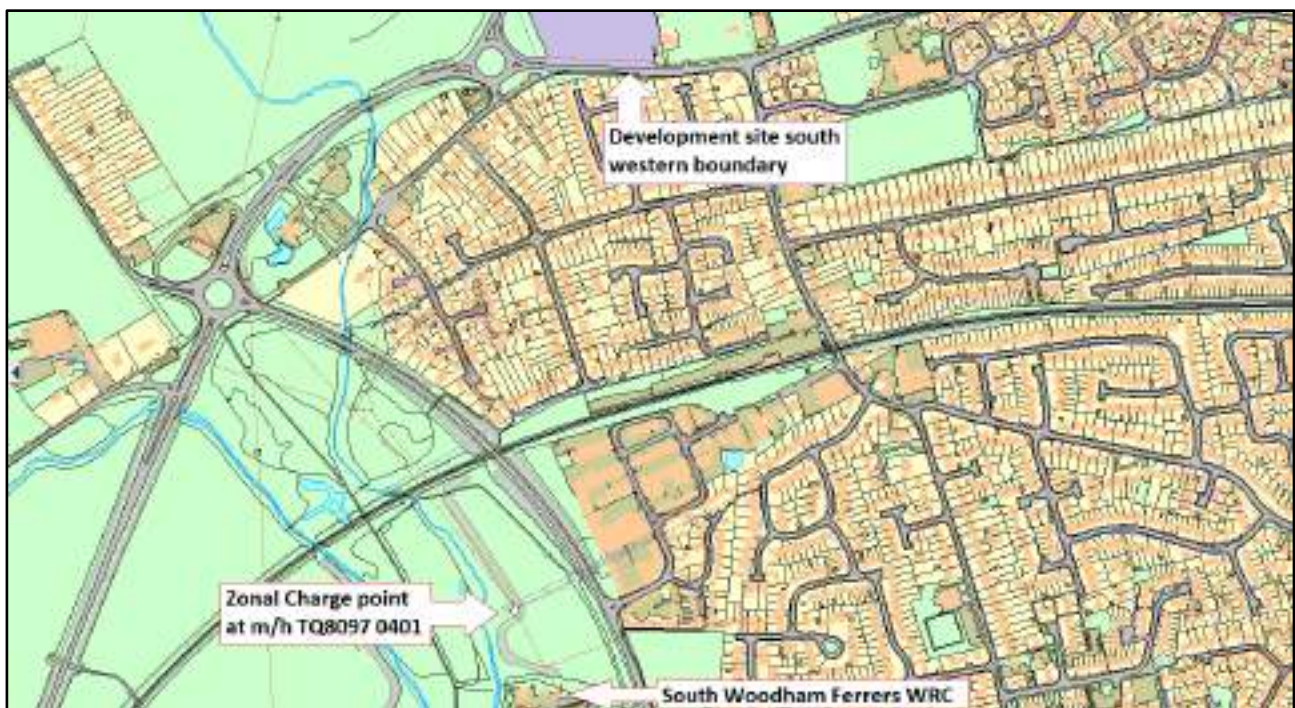 Development site south
western boundary
Zonal Charge point
at m/h TQ8097 0401
South Woodham Ferrers WRC